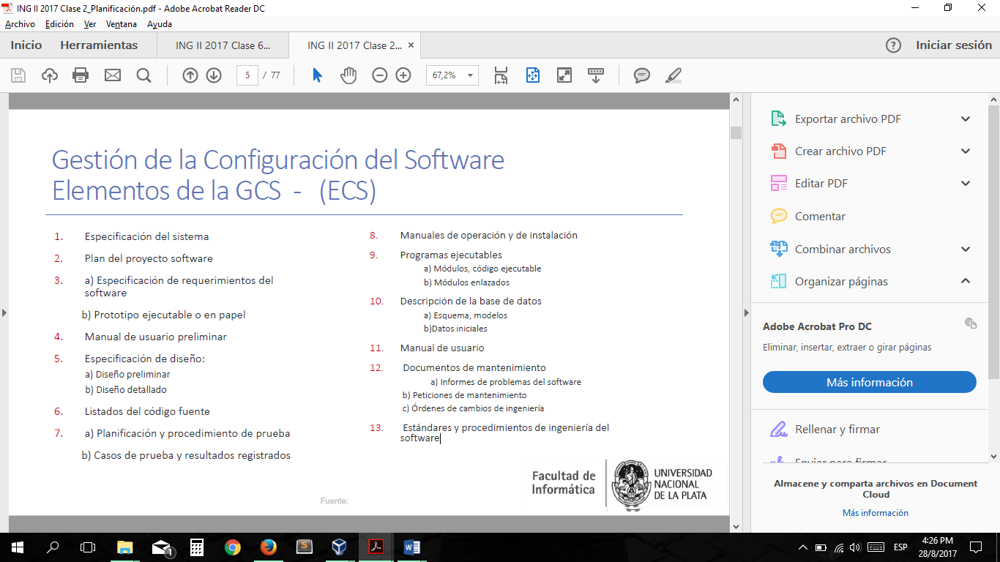 ING II 2017 Clase 2_Planificación.pdf - Adobe Acrobat Reader DC
Archivo Edición Ver Ventana Ayuda
Inicio Herramientas ING II 2017 Clase 6... ING II 2017 Clase 2... × Iniciar sesión
5 / 77 67,2%
Gestión de la Configuración del Software
Elementos de la GCS - (ECS)
1. Especificación del sistema
2. Plan del proyecto software
3. a) Especificación de requerimientos del
software
b) Prototipo ejecutable o en papel
4. Manual de usuario preliminar
5. Especificación de diseño:
a) Diseño preliminar
b) Diseño detallado
6. Listados del código fuente
7. a) Planificación y procedimiento de prueba
b) Casos de prueba y resultados registrados
8. Manuales de operación y de instalación
9. Programas ejecutables
a) Módulos, código ejecutable
b) Módulos enlazados
10. Descripción de la base de datos
a) Esquema, modelos
b)Datos iniciales
11. Manual de usuario
12. Documentos de mantenimiento
a) Informes de problemas del software
b) Peticiones de mantenimiento
c) Órdenes de cambios de ingeniería
13. Estándares y procedimientos de ingeniería del
software
Fuente:
Facultad de
Informática
UNIVERSIDAD
NACIONAL
DE LA PLATA
Exportar archivo PDF
Crear archivo PDF
Editar PDF
Comentar
Combinar archivos
Organizar páginas
Adobe Acrobat Pro DC
Eliminar, insertar, extraer o girar páginas
Más información
Rellenar y firmar
Enviar para firmar
Almacene y comparta archivos en Document
Cloud
Más información
1
ESP
4:26 PM
28/8/2017